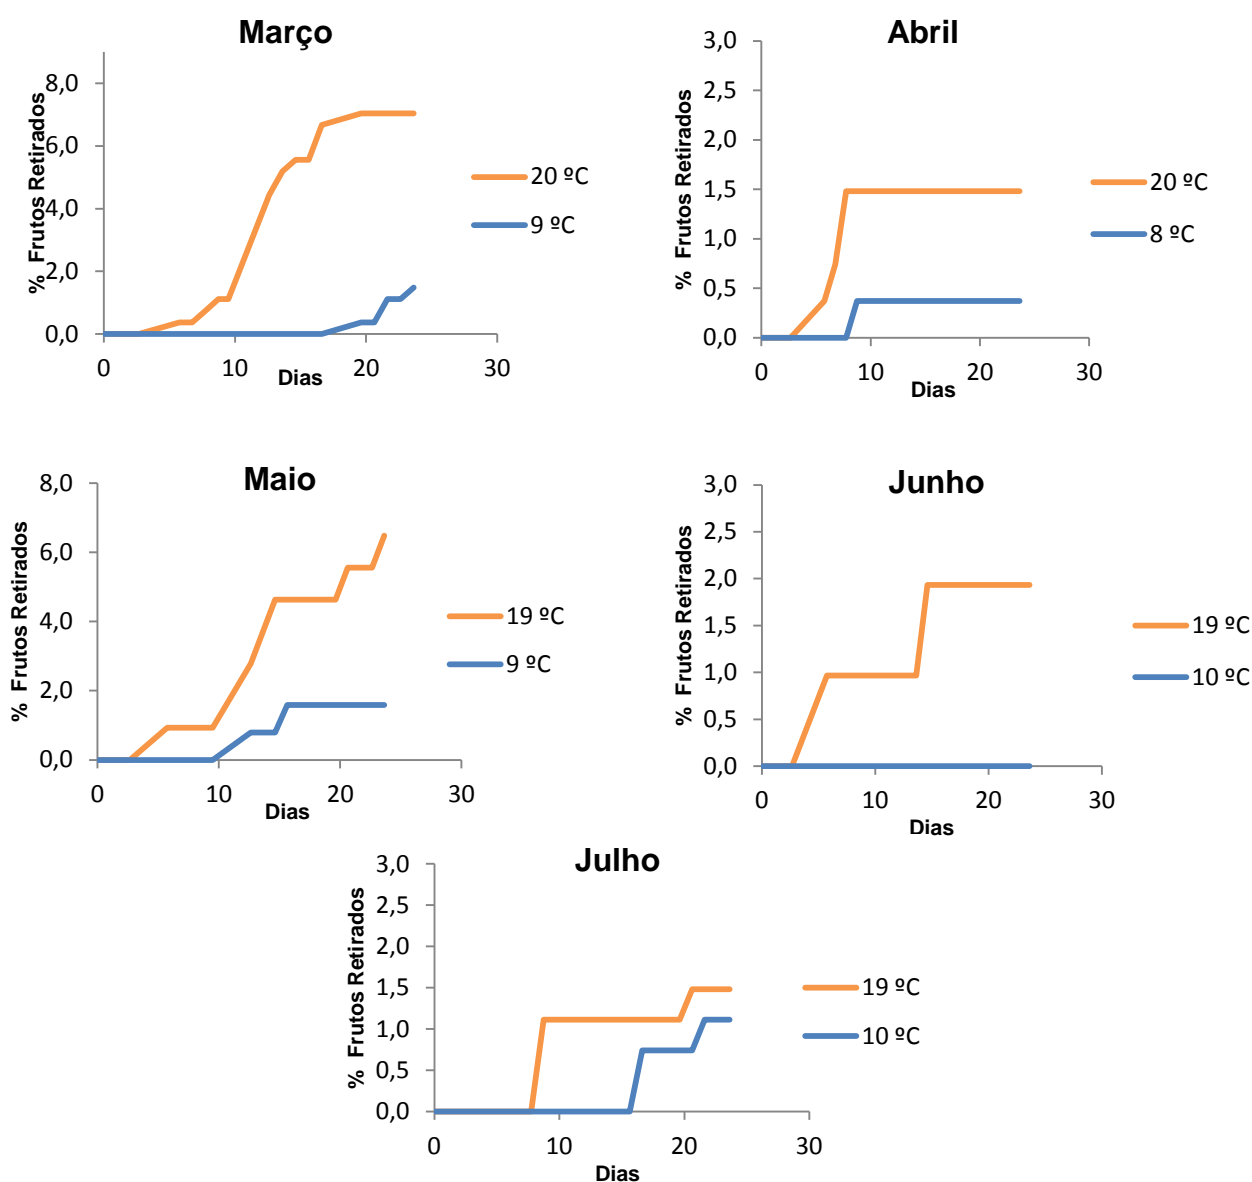 Março
% Frutos Retirados
8,0
6,0
4,0
2,0
0,0
0 10 20 30
Dias
20 ºC
9 ºC
Abril
% Frutos Retirados
3,0
2,5
2,0
1,5
1,0
0,5
0,0
0 10 20 30
Dias
20 ºC
8 ºC
Maio
% Frutos Retirados
8,0
6,0
4,0
2,0
0,0
0 10 20 30
Dias
19 ºC
9 ºC
Junho
% Frutos Retirados
3,0
2,5
2,0
1,5
1,0
0,5
0,0
0 10 20 30
Dias
19 ºC
10 ºC
Julho
% Frutos Retirados
3,0
2,5
2,0
1,5
1,0
0,5
0,0
0 10 20 30
Dias
19 ºC
10 ºC